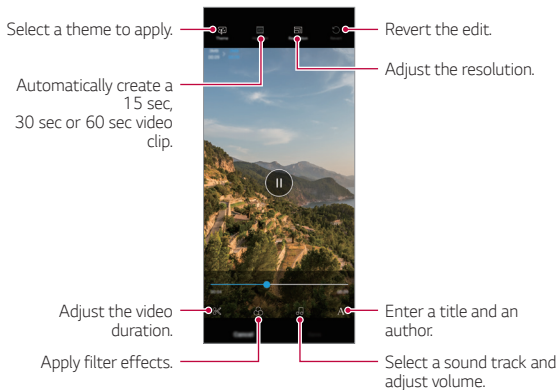 Select a theme to apply.
Revert the edit.
Adjust the resolution.
Automatically create a
15 sec,
30 sec or 60 sec video
clip.
Adjust the video
duration.
Enter a title and an
author.
Apply filter effects.
Select a sound track and
adjust volume.
Theme
A
Cancel